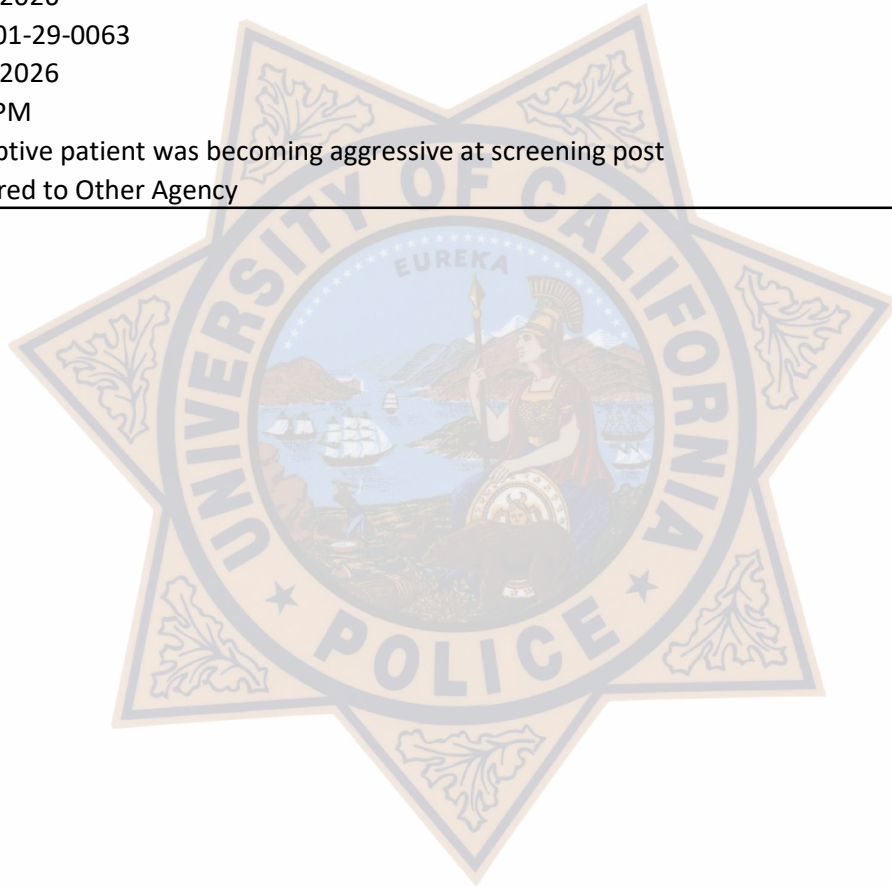 2026
01-29-0063
2026
PM
ptive patient was becoming aggressive at screening post
red to Other Agency
EUREKA
UNIVERSITY OF CALIFORNIA
POLICE